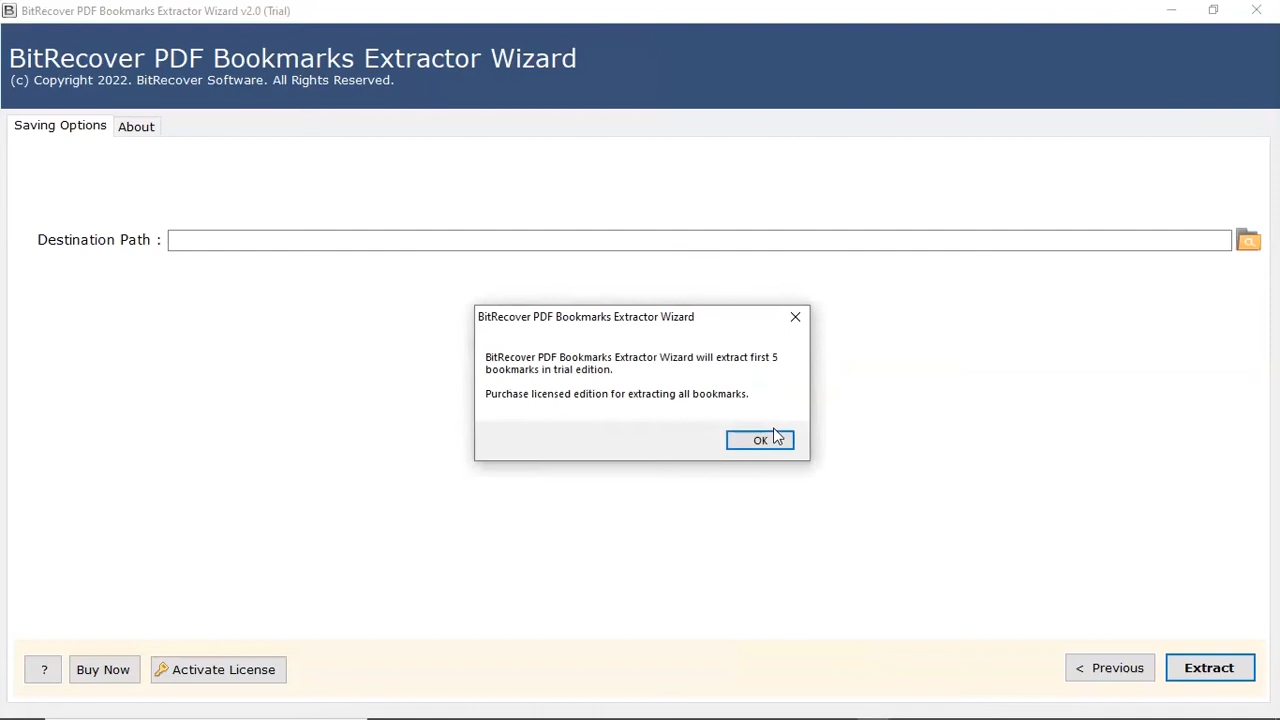 BitRecover PDF Bookmarks Extractor Wizard v2.0 (Trial)
BitRecover PDF Bookmarks Extractor Wizard
(c) Copyright 2022. BitRecover Software. All Rights Reserved.
Saving Options
About
Destination Path :
BitRecover PDF Bookmarks Extractor Wizard
BitRecover PDF Bookmarks Extractor Wizard will extract first 5
bookmarks in trial edition.
Purchase licensed edition for extracting all bookmarks.
OK
?
Buy Now
Activate License
< Previous
Extract